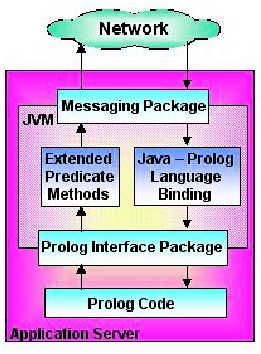 Network
Messaging Package
JVM
Extended
Predicate
Methods
Java – Prolog
Language
Binding
Prolog Interface Package
Prolog Code
Application Server